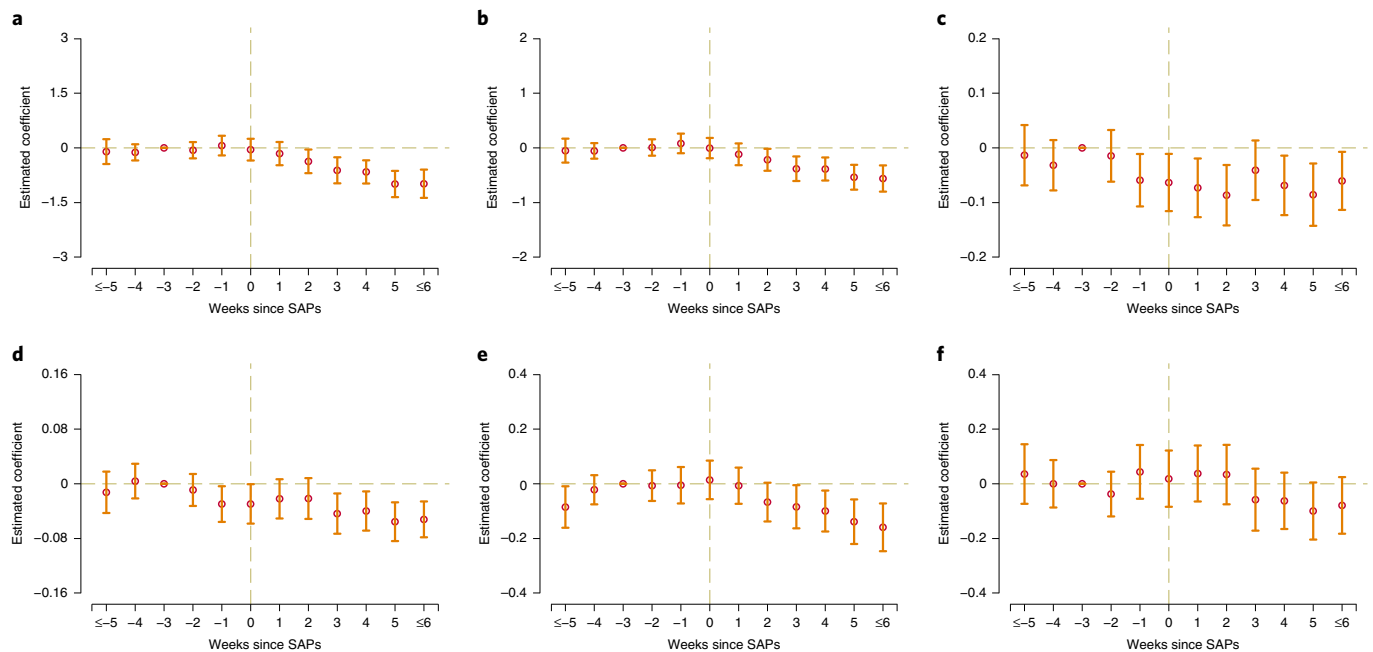 a
3
1.5
0
−1.5
−3
Estimated coefficient
≤−5 −4 −3 −2 −1 0 1 2 3 4 5 ≤6
Weeks since SAPs
b
2
1
0
−1
−2
Estimated coefficient
≤−5 −4 −3 −2 −1 0 1 2 3 4 5 ≤6
Weeks since SAPs
c
0.2
0.1
0
−0.1
−0.2
Estimated coefficient
≤−5 −4 −3 −2 −1 0 1 2 3 4 5 ≤6
Weeks since SAPs
d
0.16
0.08
0
−0.08
−0.16
Estimated coefficient
≤−5 −4 −3 −2 −1 0 1 2 3 4 5 ≤6
Weeks since SAPs
e
0.4
0.2
0
−0.2
−0.4
Estimated coefficient
≤−5 −4 −3 −2 −1 0 1 2 3 4 5 ≤6
Weeks since SAPs
f
0.4
0.2
0
−0.2
−0.4
Estimated coefficient
≤−5 −4 −3 −2 −1 0 1 2 3 4 5 ≤6
Weeks since SAPs